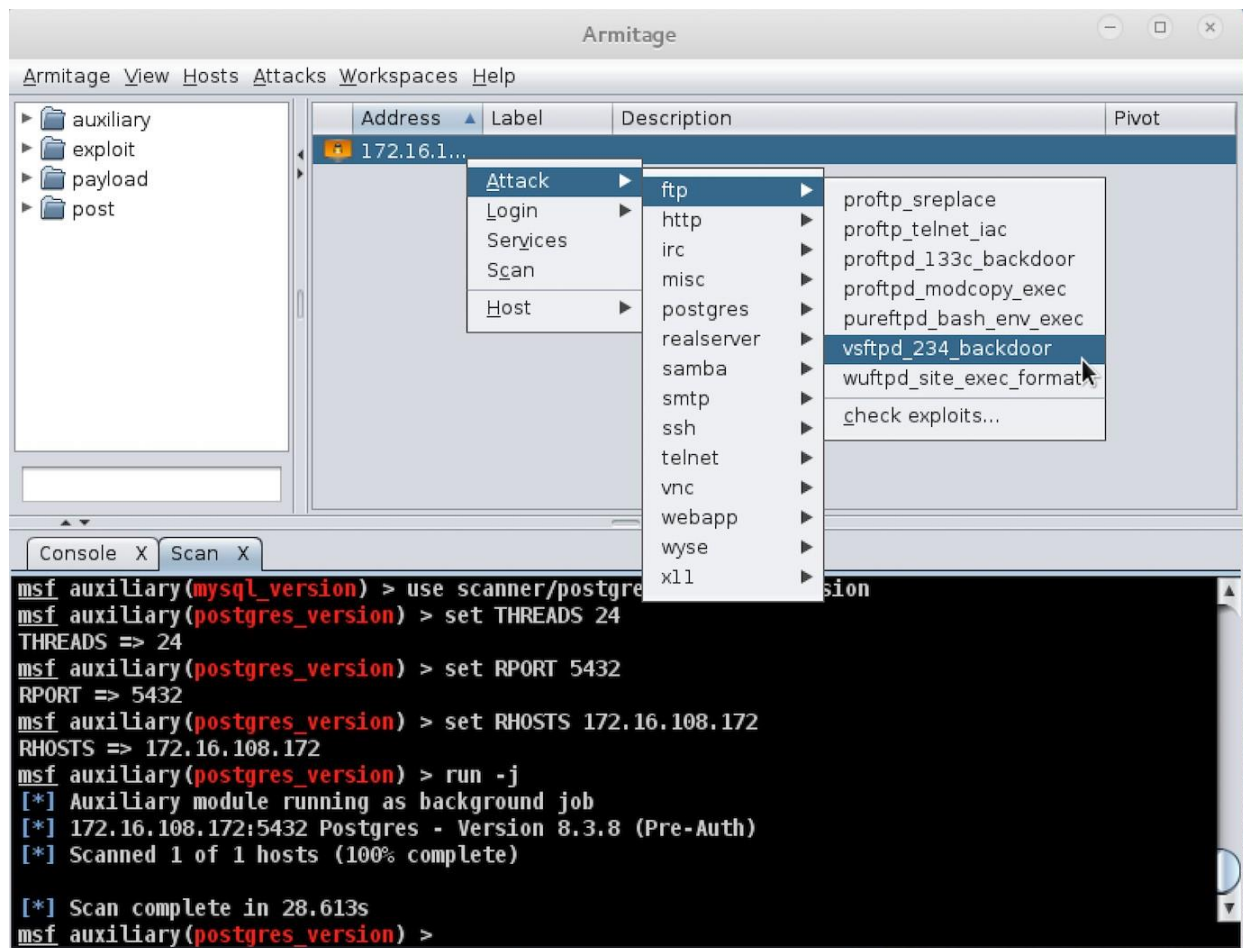 Armitage
Armitage View Hosts Attacks Workspaces Help
auxiliary
exploit
payload
post
Address Label Description Pivot
172.16.1...
Attack
Login
Services
Scan
Host
ftp
http
irc
misc
postgres
realserver
samba
smtp
ssh
telnet
vnc
webapp
wyse
x11
proftp_sreplace
proftp_telnet_iac
proftpd_133c_backdoor
proftpd_modcopy_exec
pureftpd_bash_env_exec
vsftpd_234_backdoor
wuftpd_site_exec_format
check exploits...
Console X Scan X
msf auxiliary(mysql_version) > use scanner/postgre sion
msf auxiliary(postgres_version) > set THREADS 24
THREADS => 24
msf auxiliary(postgres_version) > set RPORT 5432
RPORT => 5432
msf auxiliary(postgres_version) > set RHOSTS 172.16.108.172
RHOSTS => 172.16.108.172
msf auxiliary(postgres_version) > run -j
[*] Auxiliary module running as background job
[*] 172.16.108.172:5432 Postgres - Version 8.3.8 (Pre-Auth)
[*] Scanned 1 of 1 hosts (100% complete)
[*] Scan complete in 28.613s
msf auxiliary(postgres_version) >